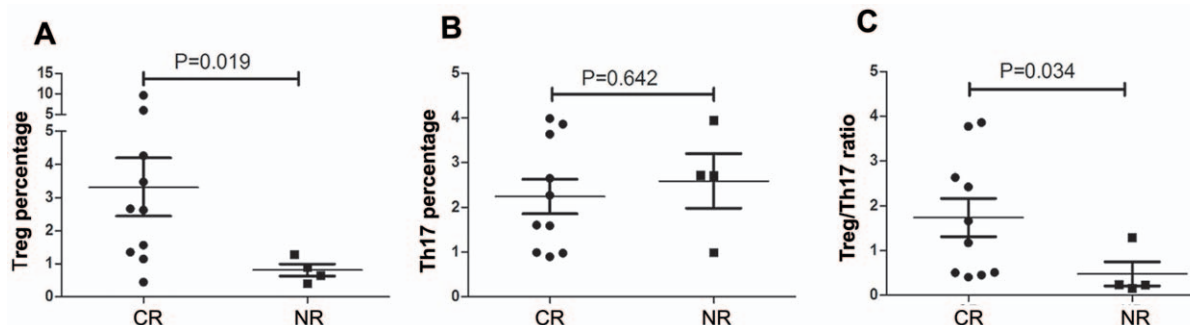 A
P=0.019
Treg percentage
15
10
5
5
4
3
2
1
0
CR
NR
B
P=0.642
Th17 percentage
5
4
3
2
1
0
CR
NR
C
P=0.034
Treg/Th17 ratio
5
4
3
2
1
0
CR
NR